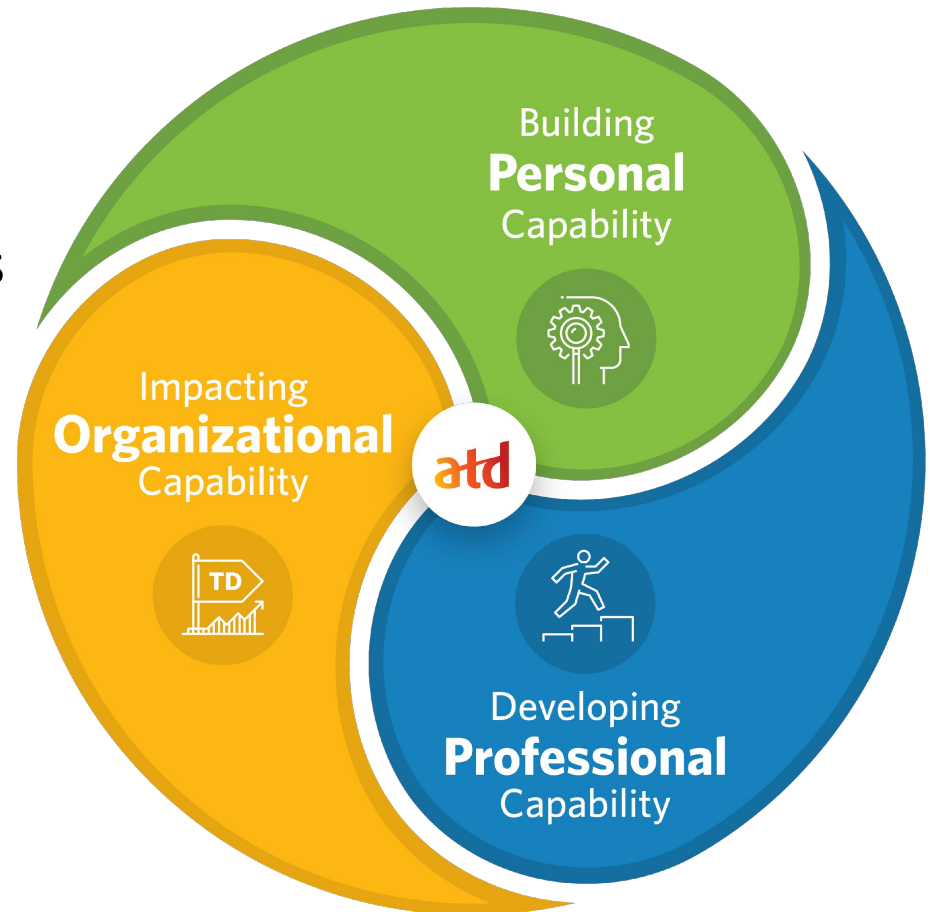 Building
Personal
Capability
s
Impacting
Organizational
Capability
atd
TD
Developing
Professional
Capability